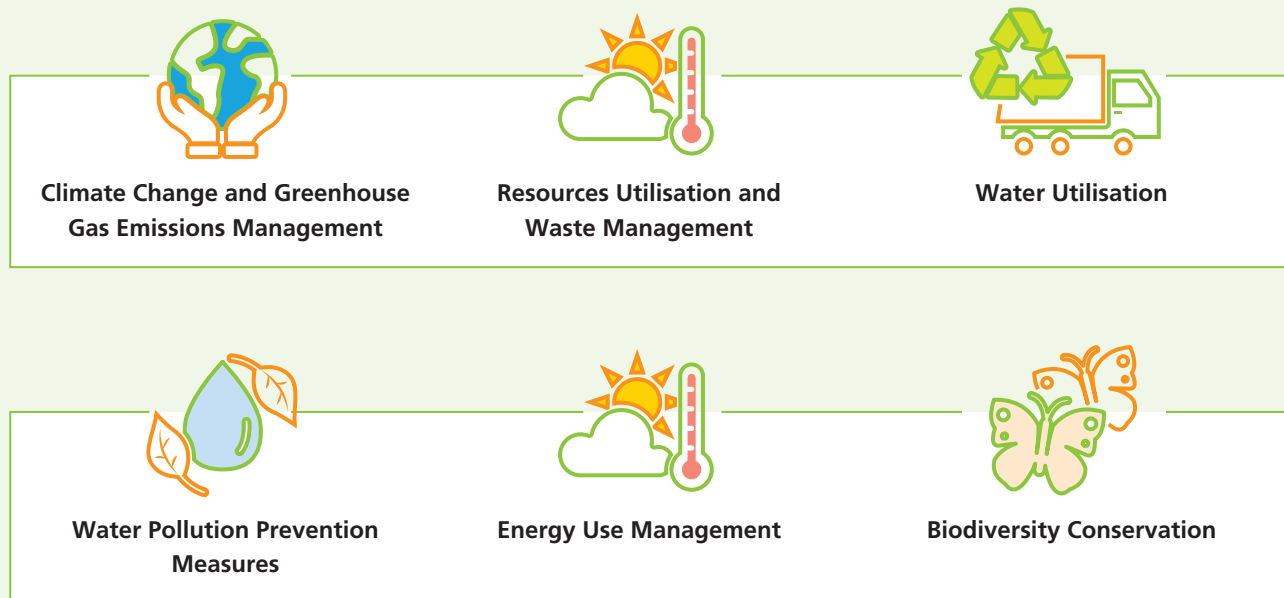 Climate Change and Greenhouse
Gas Emissions Management
Resources Utilisation and
Waste Management
Water Utilisation
Water Pollution Prevention
Measures
Energy Use Management
Biodiversity Conservation